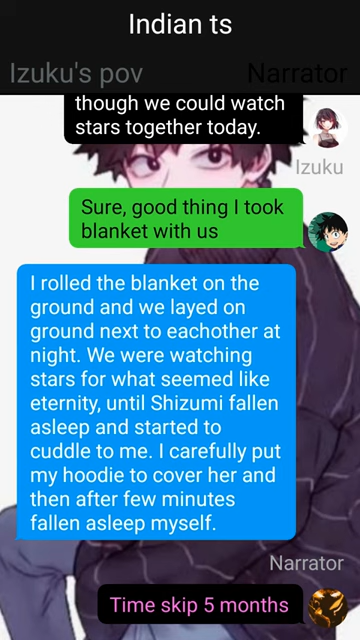 Indian ts
Izuku's pov
Narrator
though we could watch
stars together today.
Izuku
Sure, good thing I took
blanket with us
I rolled the blanket on the
ground and we layed on
ground next to eachother at
night. We were watching
stars for what seemed like
eternity, until Shizumi fallen
asleep and started to
cuddle to me. I carefully put
my hoodie to cover her and
then after few minutes
fallen asleep myself.
Narrator
Time skip 5 months